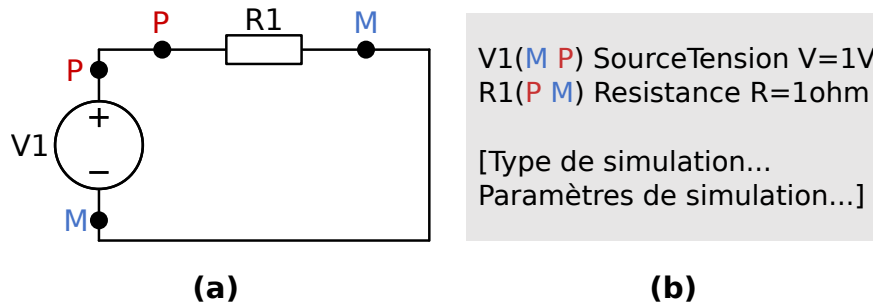 P
P
R1
M
V1
+
−
M
(a)
V1(M P) SourceTension V=1V
R1(P M) Resistance R=1ohm
[Type de simulation...
Paramètres de simulation...]
(b)